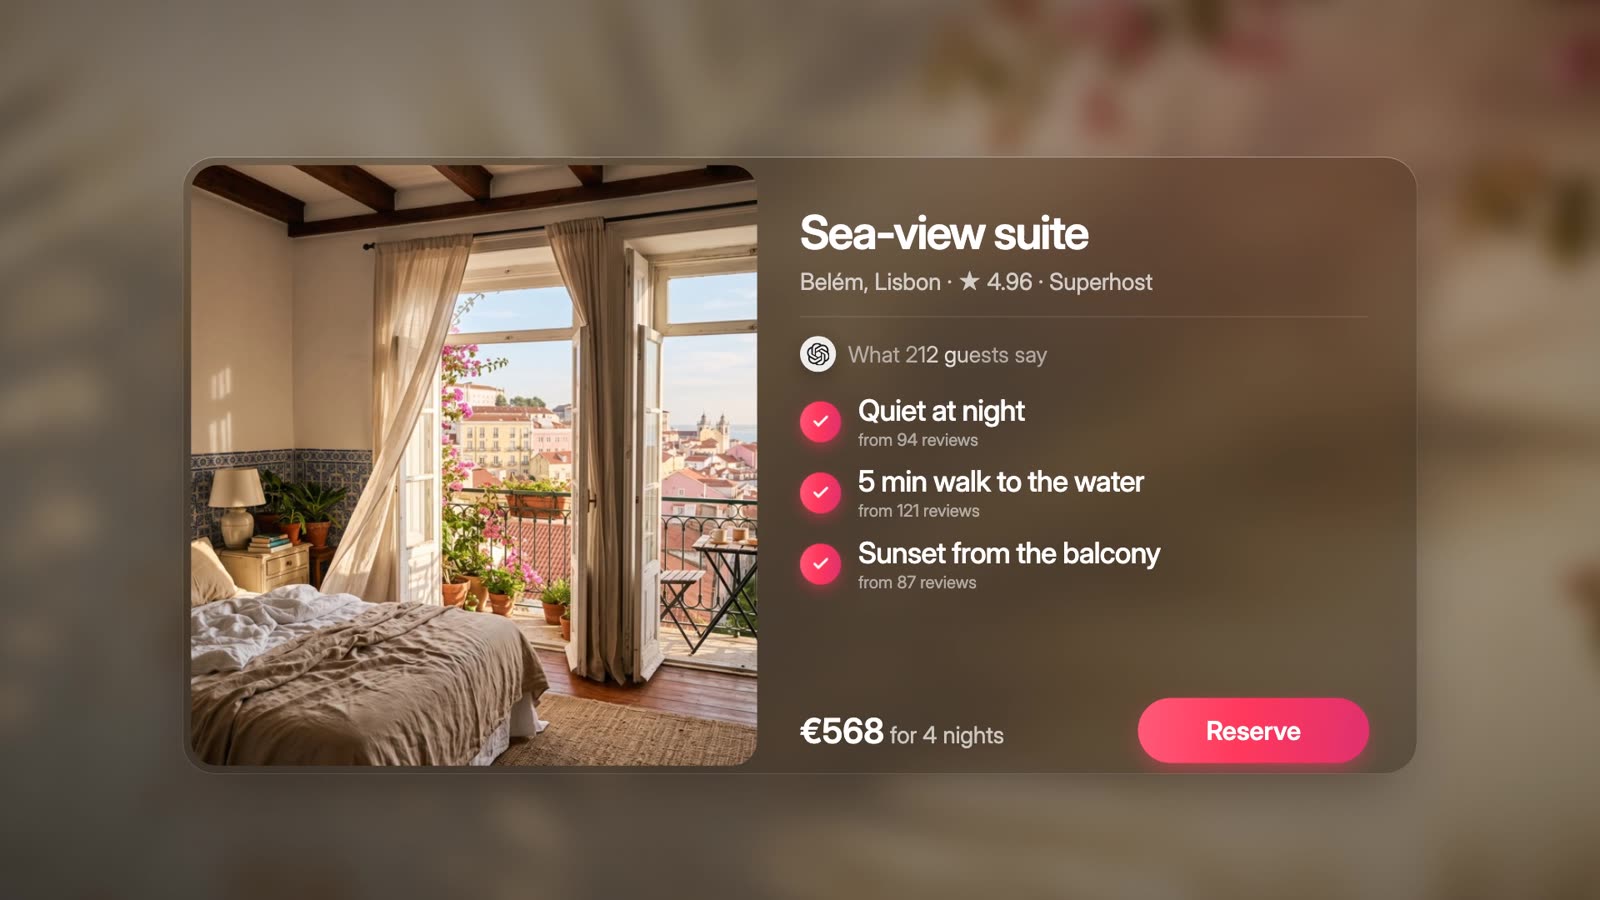 Sea-view suite
Belém, Lisbon · ★ 4.96 · Superhost
What 212 guests say
Quiet at night
from 94 reviews
5 min walk to the water
from 121 reviews
Sunset from the balcony
from 87 reviews
€568 for 4 nights
Reserve